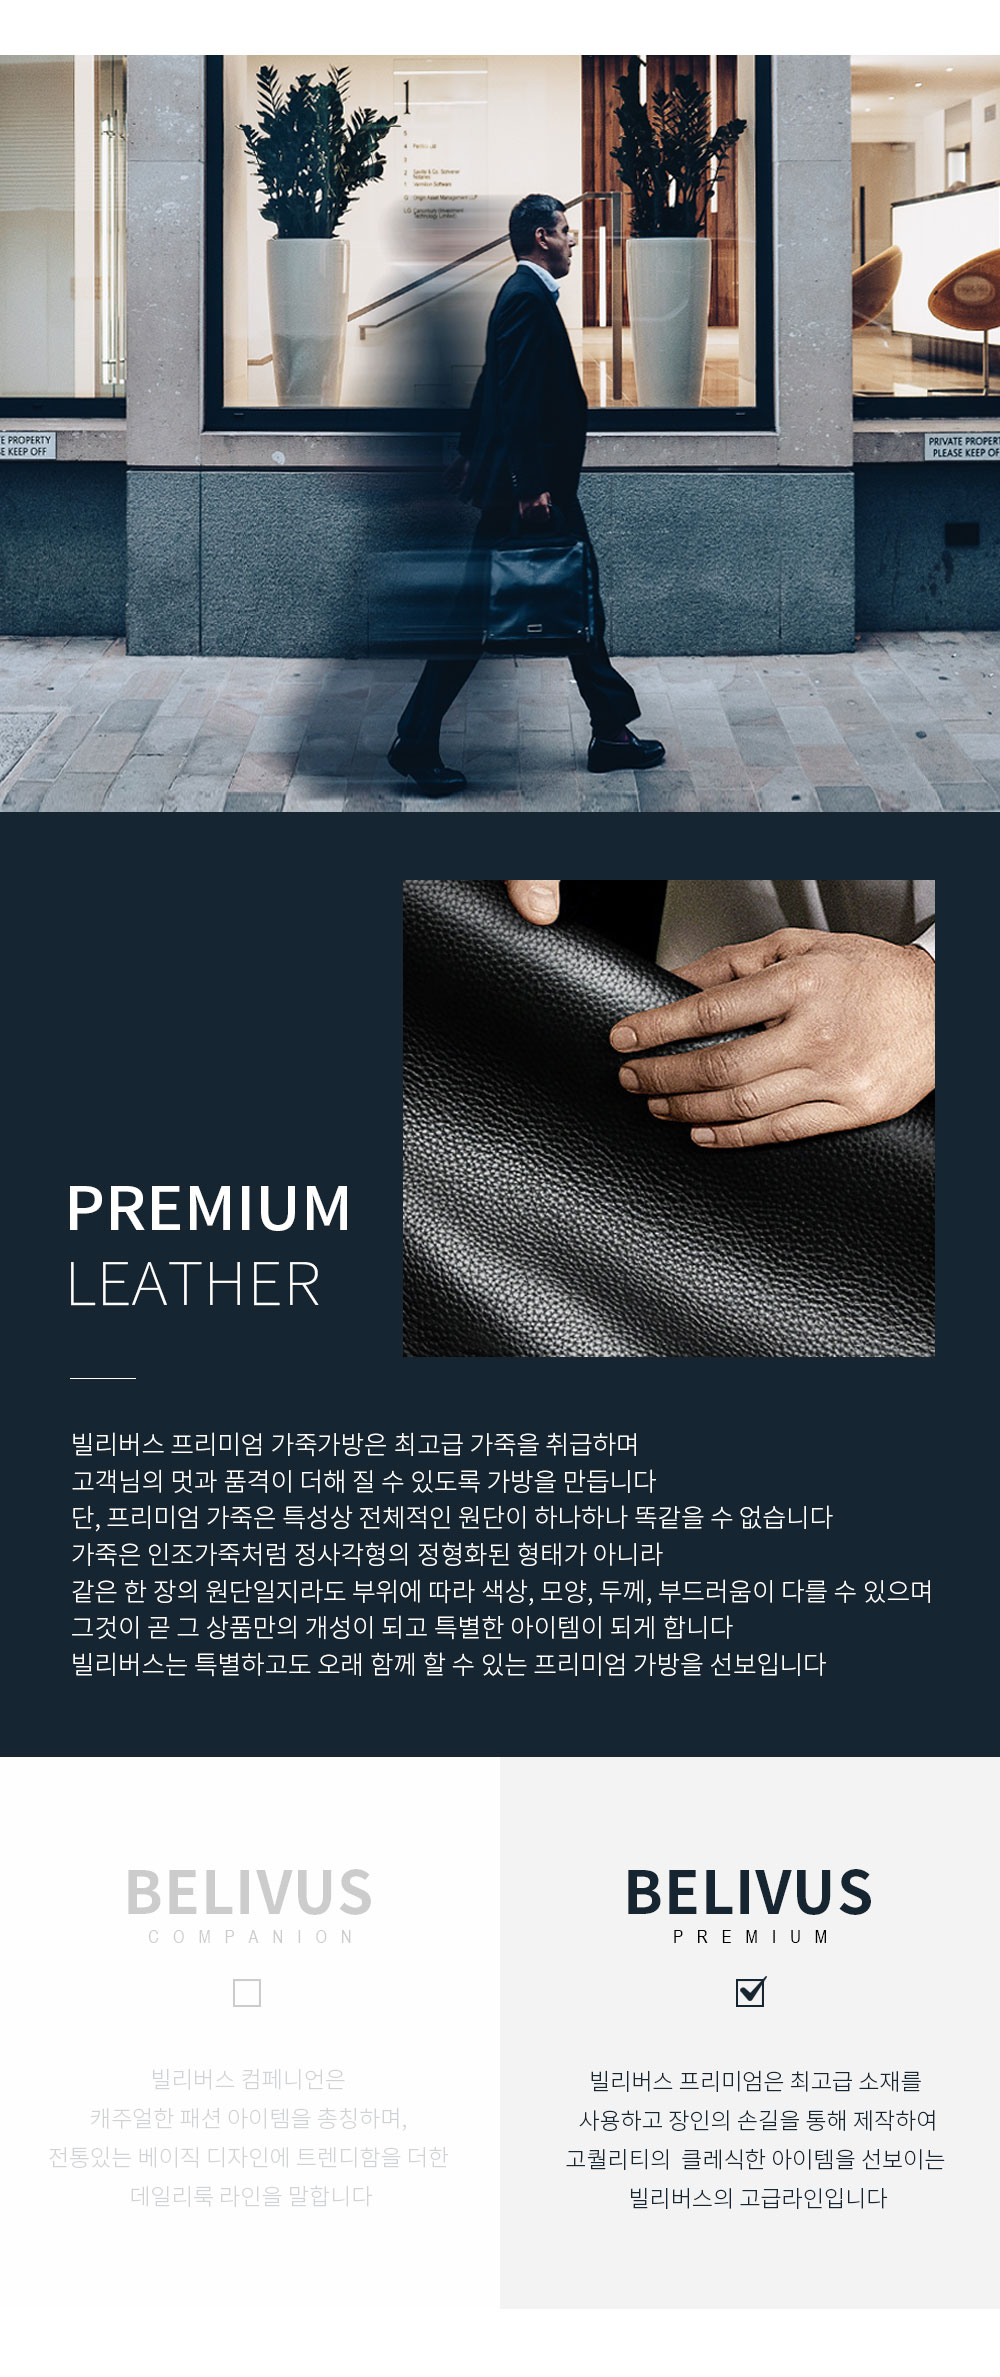 1
5
4
3
2
1 Vermilion Software
G Origin Asset Management LLP
LG
E PROPERTY
E KEEP OFF
PRIVATE PROPERT
PLEASE KEEP OF
PREMIUM
LEATHER
빌리버스 프리미엄 가죽가방은 최고급 가죽을 취급하며
고객님의 멋과 품격이 더해 질 수 있도록 가방을 만듭니다
단, 프리미엄 가죽은 특성상 전체적인 원단이 하나하나 똑같을 수 없습니다
가죽은 인조가죽처럼 정사각형의 정형화된 형태가 아니라
같은 한 장의 원단일지라도 부위에 따라 색상, 모양, 두께, 부드러움이 다를 수 있으며
그것이 곧 그 상품만의 개성이 되고 특별한 아이템이 되게 합니다
빌리버스는 특별하고도 오래 함께 할 수 있는 프리미엄 가방을 선보입니다
BELIVUS
COMPANION
빌리버스 컴페니언은
캐주얼한 패션 아이템을 총칭하며,
전통있는 베이직 디자인에 트렌디함을 더한
데일리룩 라인을 말합니다
BELIVUS
PREMIUM
빌리버스 프리미엄은 최고급 소재를
사용하고 장인의 손길을 통해 제작하여
고퀄리티의 클레식한 아이템을 선보이는
빌리버스의 고급라인입니다